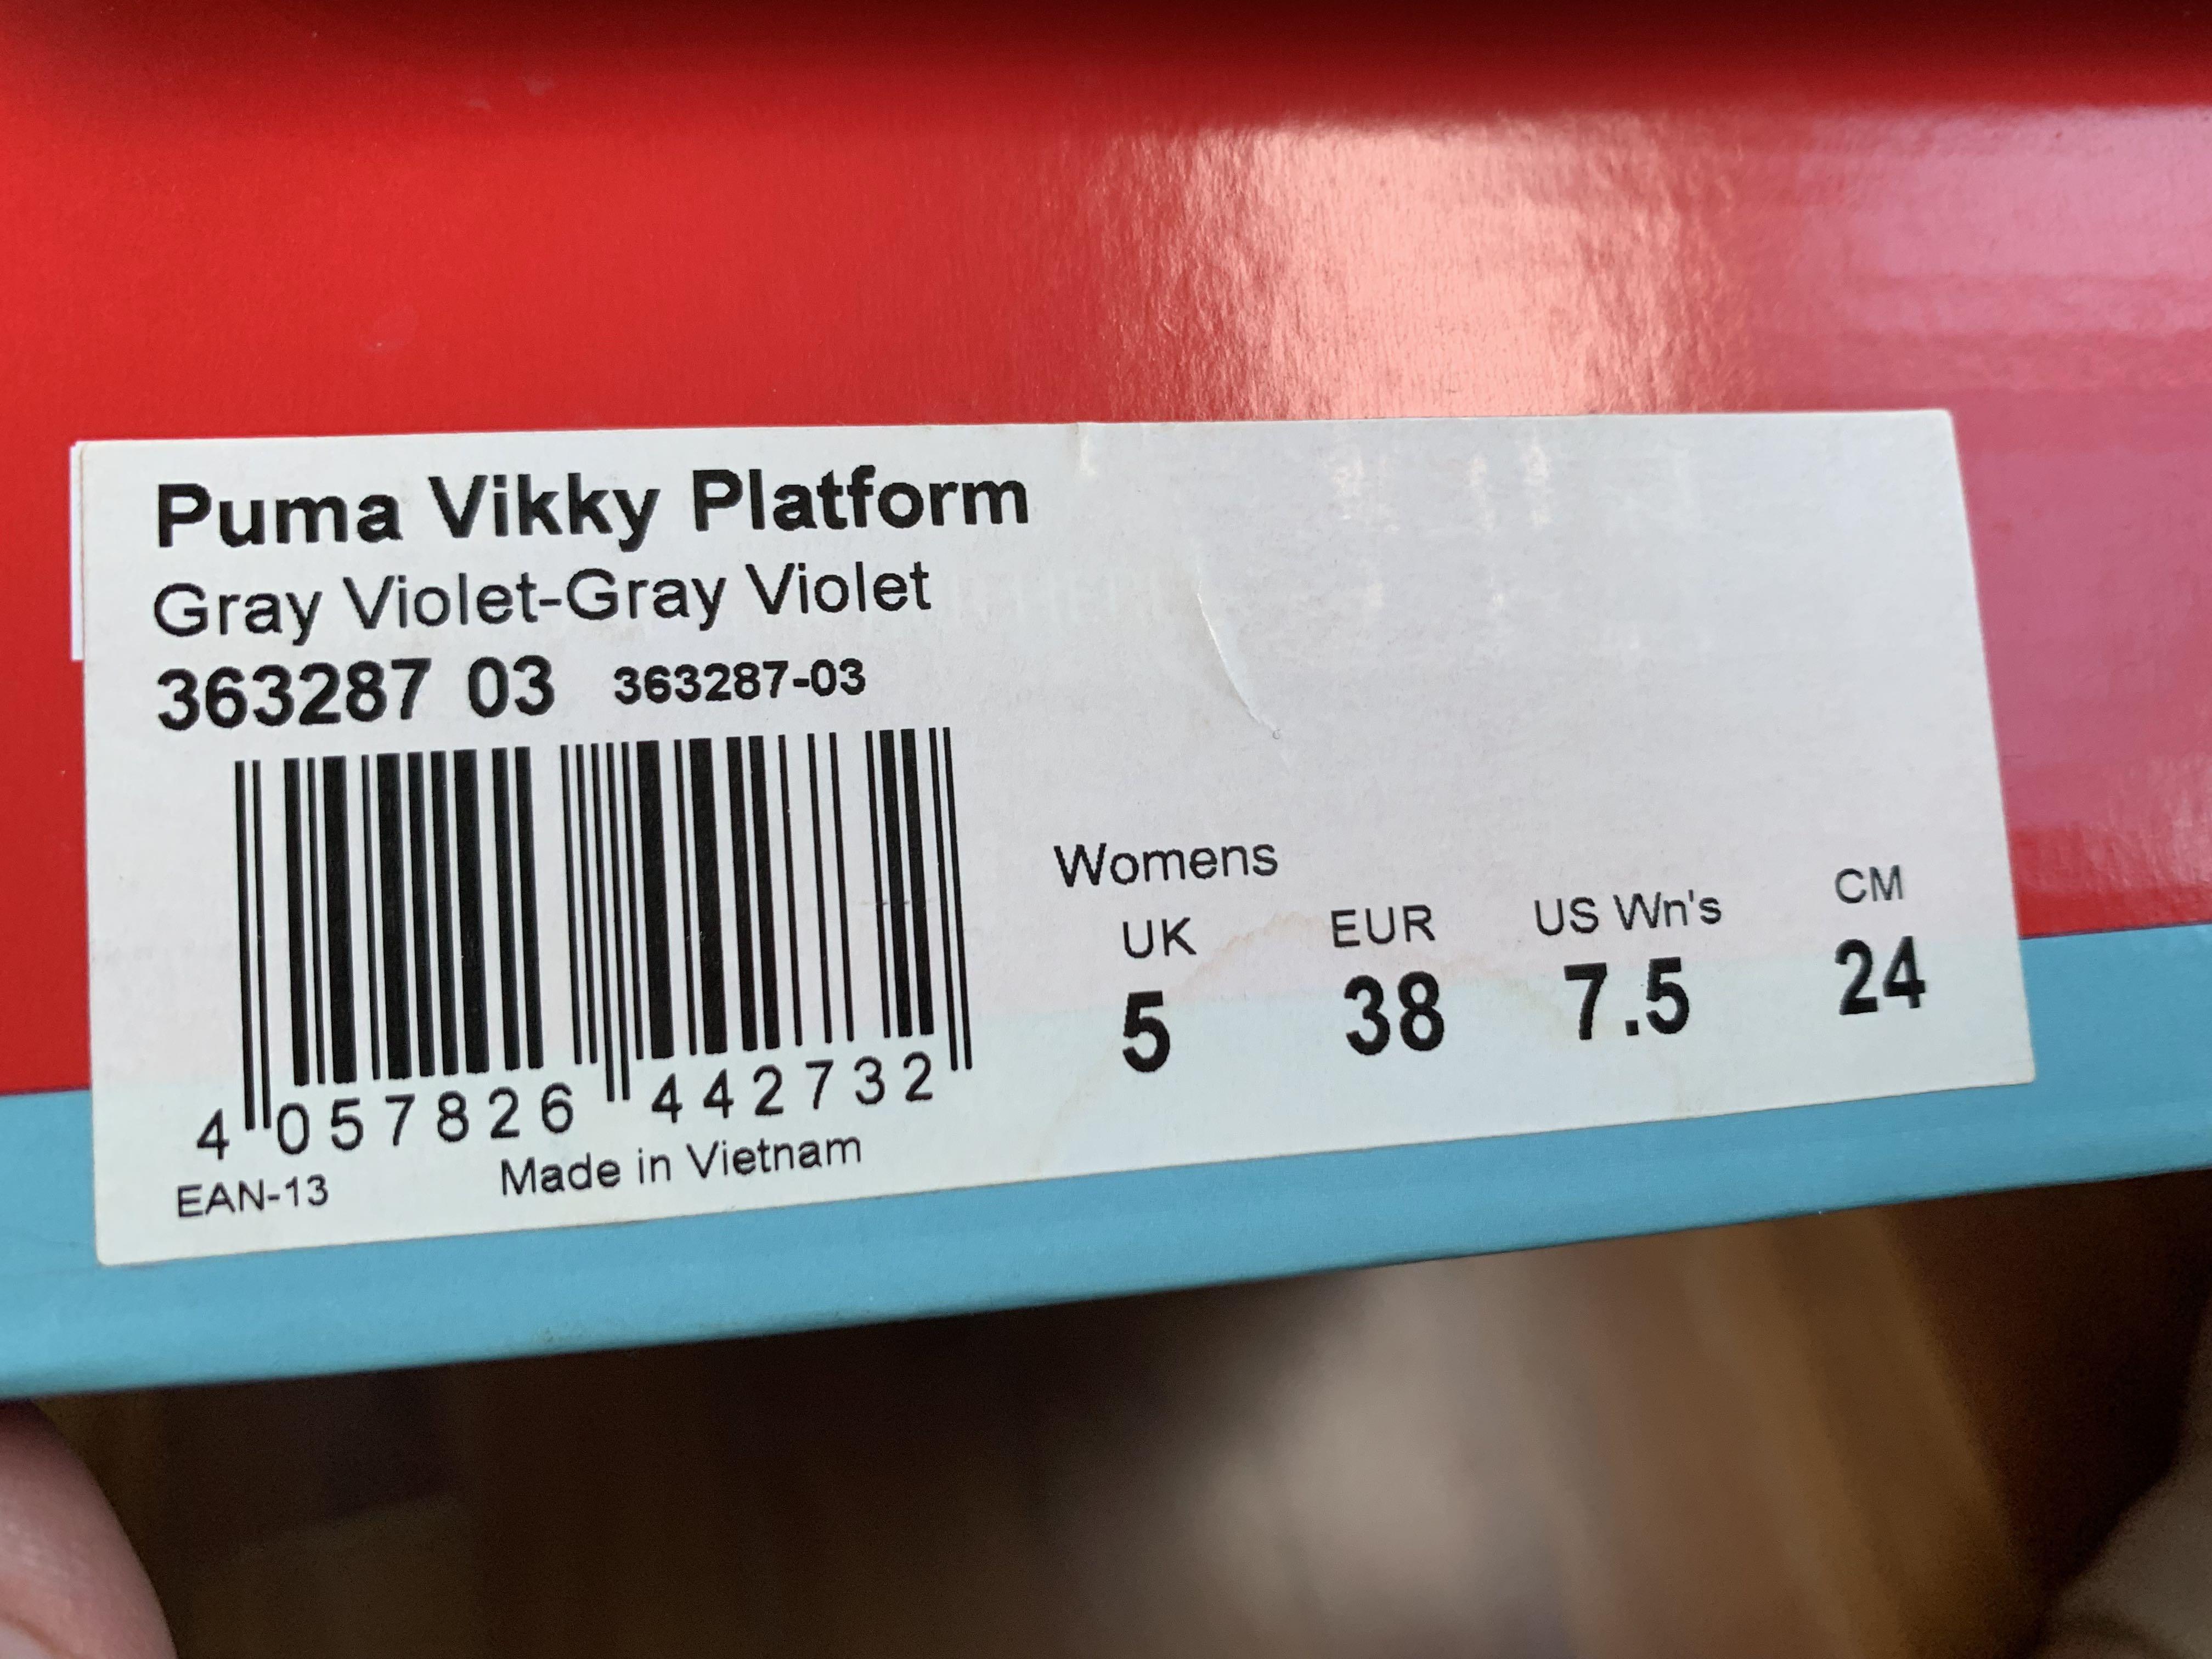 Puma Vikky Platform
Gray Violet-Gray Violet
363287 03 363287-03
4 057826 442732
EAN-13 Made in Vietnam
Womens
UK EUR US Wn's CM
5 38 7.5 24